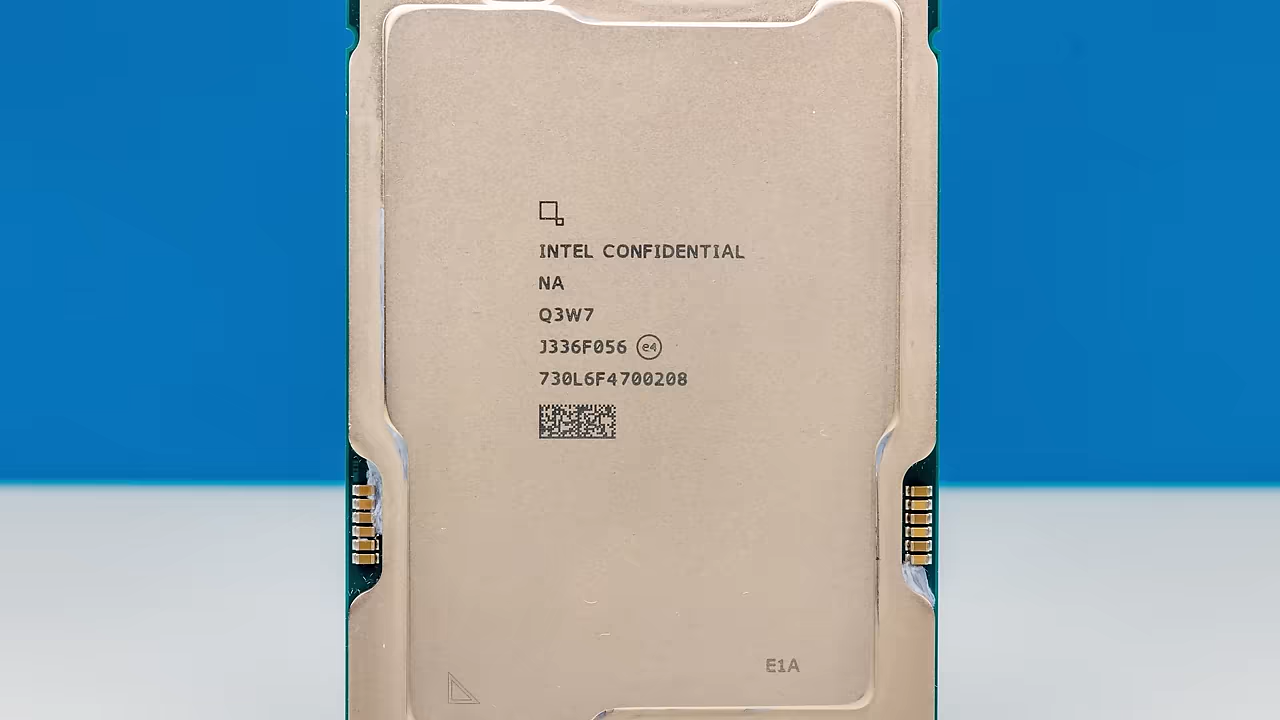 INTEL CONFIDENTIAL
NA
Q3W7
J336F056 e4
730L6F4700208
E1A